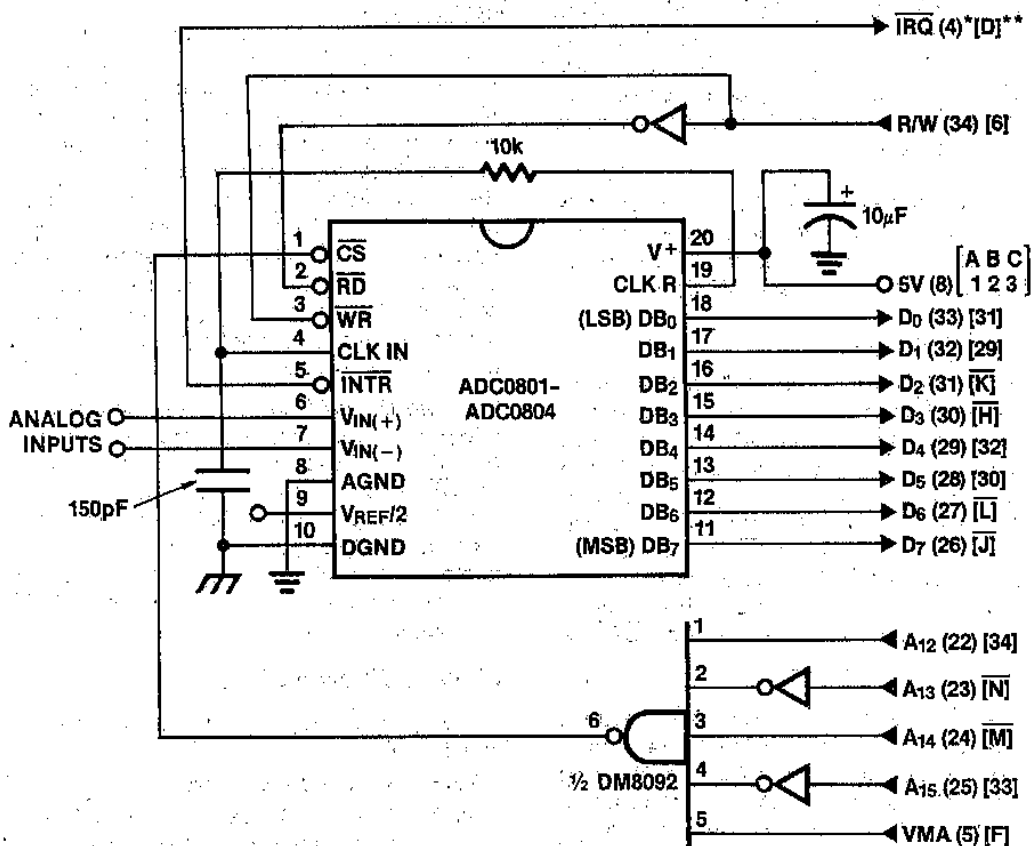 IRQ (4)*[D]**
R/W (34) [6]
10k
10µF
A B C
5V (8) 1 2 3
1 CS
2 RD
3 WR
4 CLK IN
5 INTR
6 VIN(+)
7 VIN(−)
8 AGND
9 VREF/2
10 DGND
ANALOG
INPUTS
150pF
ADC0801-
ADC0804
V+ 20
CLK R 19
(LSB) DB0 18
DB1 17
DB2 16
DB3 15
DB4 14
DB5 13
DB6 12
(MSB) DB7 11
D0 (33) [31]
D1 (32) [29]
D2 (31) [K]
D3 (30) [H]
D4 (29) [32]
D5 (28) [30]
D6 (27) [L]
D7 (26) [J]
1 A12 (22) [34]
2 A13 (23) [N]
3 A14 (24) [M]
4 A15 (25) [33]
5 VMA (5) [F]
6
½ DM8092
+